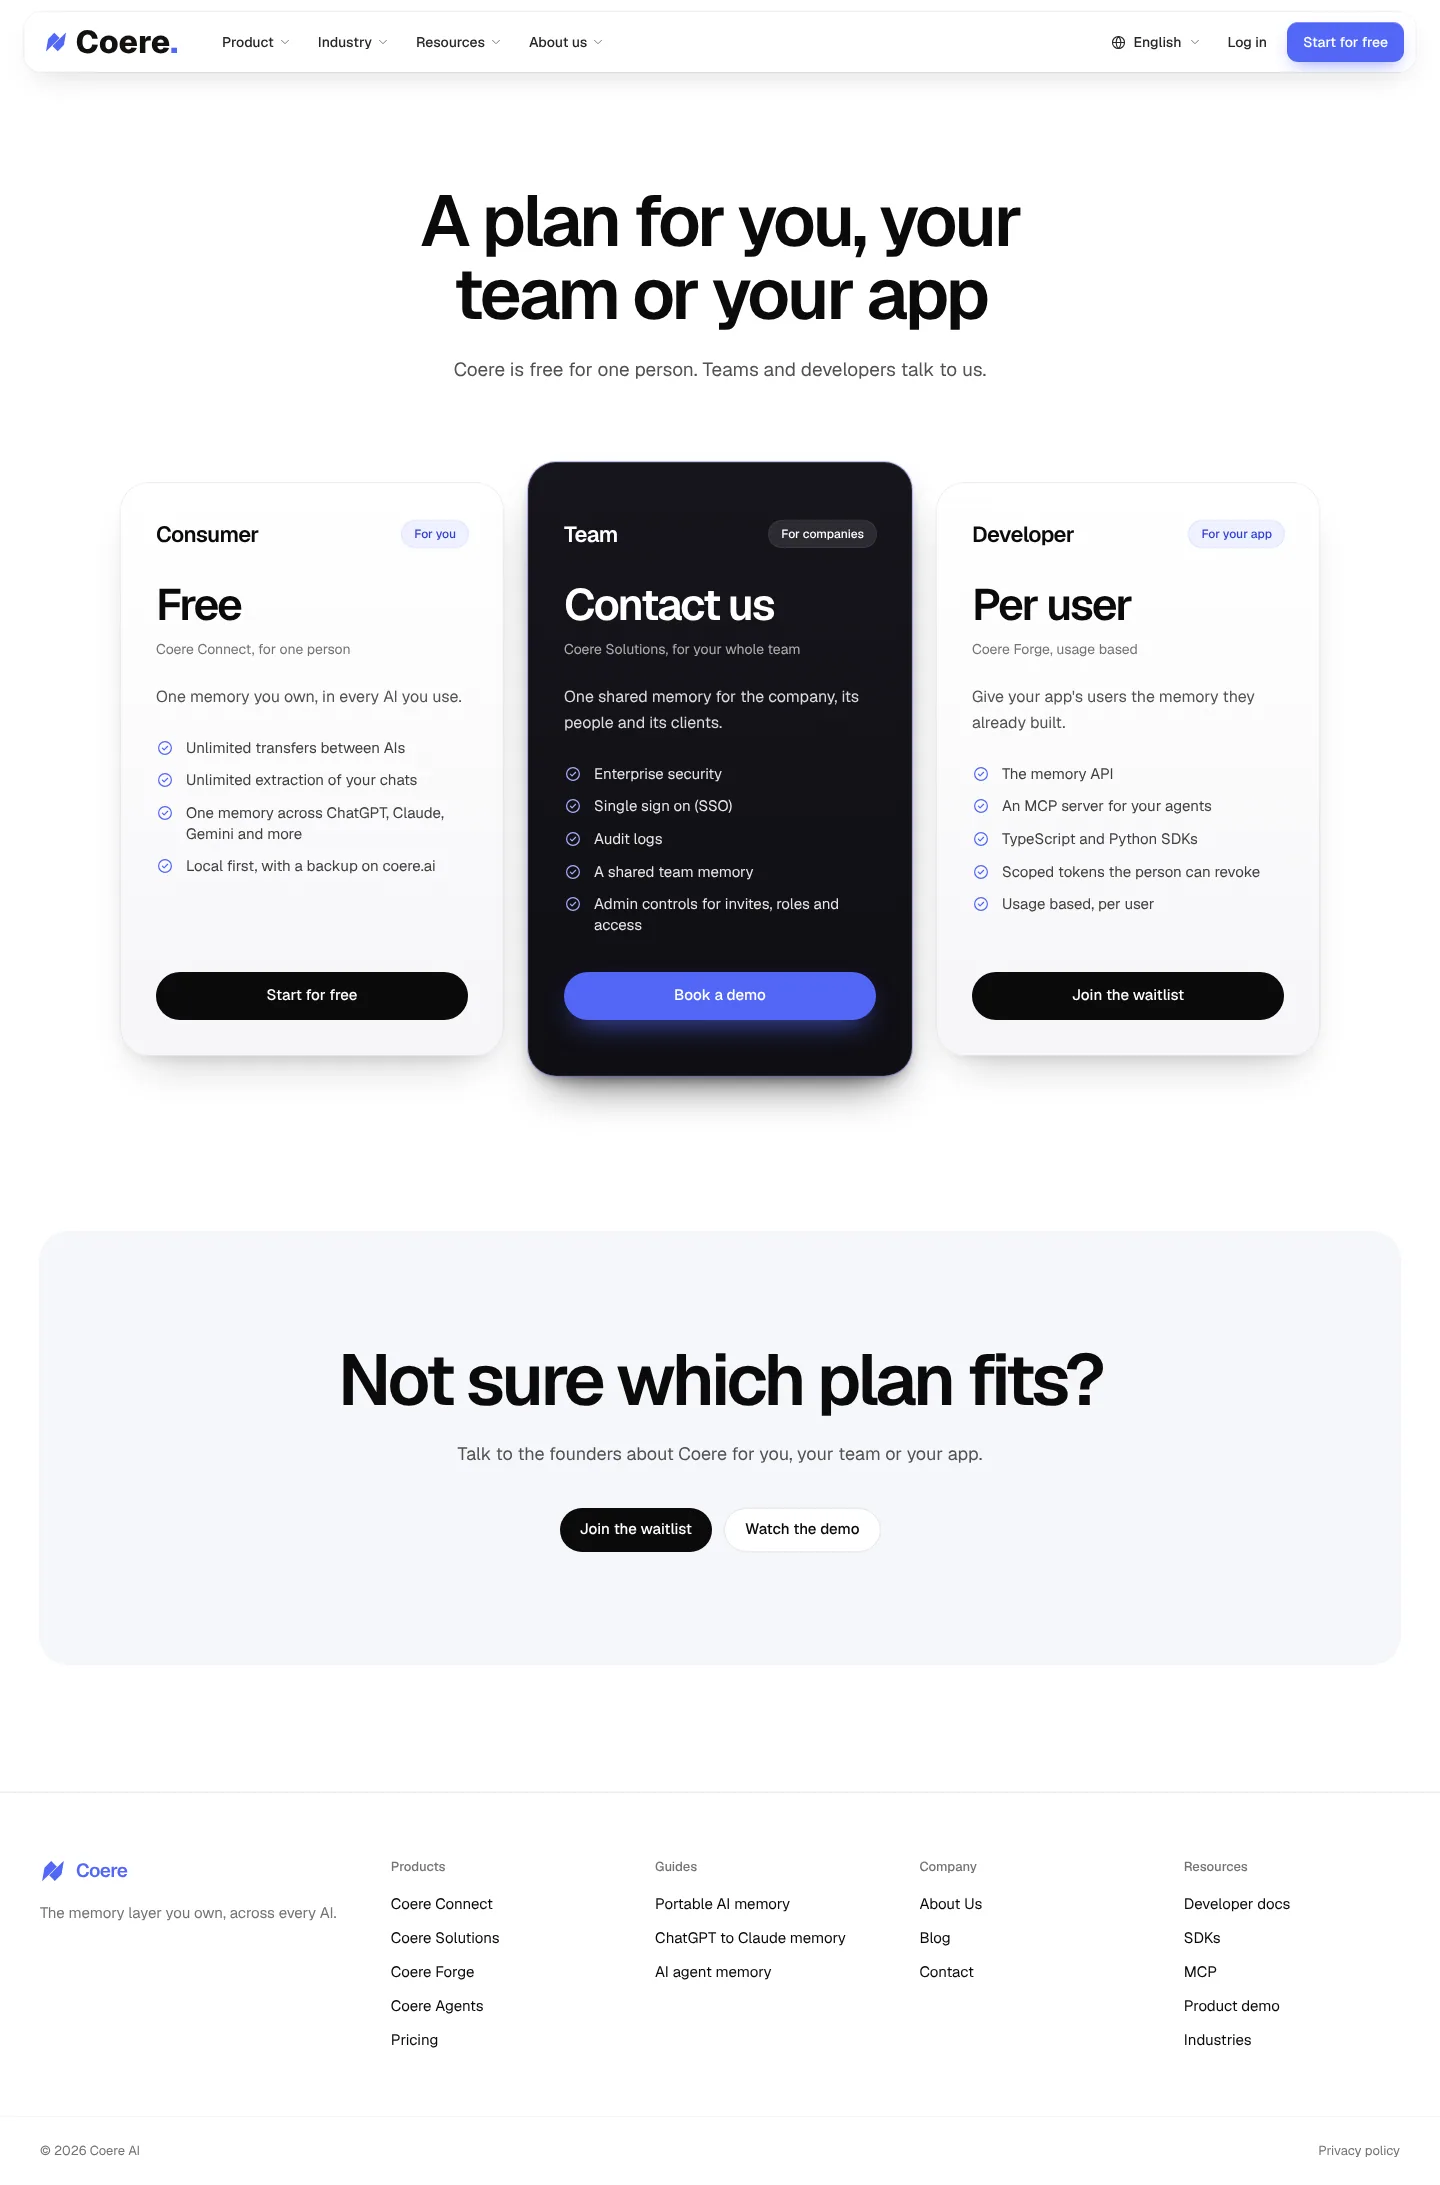 Coere.
Product
Industry
Resources
About us
English
Log in
Start for free
A plan for you, your
team or your app
Coere is free for one person. Teams and developers talk to us.
Consumer
For you
Free
Coere Connect, for one person
One memory you own, in every AI you use.
Unlimited transfers between AIs
Unlimited extraction of your chats
One memory across ChatGPT, Claude,
Gemini and more
Local first, with a backup on coere.ai
Start for free
Team
For companies
Contact us
Coere Solutions, for your whole team
One shared memory for the company, its
people and its clients.
Enterprise security
Single sign on (SSO)
Audit logs
A shared team memory
Admin controls for invites, roles and
access
Book a demo
Developer
For your app
Per user
Coere Forge, usage based
Give your app's users the memory they
already built.
The memory API
An MCP server for your agents
TypeScript and Python SDKs
Scoped tokens the person can revoke
Usage based, per user
Join the waitlist
Not sure which plan fits?
Talk to the founders about Coere for you, your team or your app.
Join the waitlist
Watch the demo
Coere
The memory layer you own, across every AI.
Products
Coere Connect
Coere Solutions
Coere Forge
Coere Agents
Pricing
Guides
Portable AI memory
ChatGPT to Claude memory
AI agent memory
Company
About Us
Blog
Contact
Resources
Developer docs
SDKs
MCP
Product demo
Industries
© 2026 Coere AI
Privacy policy